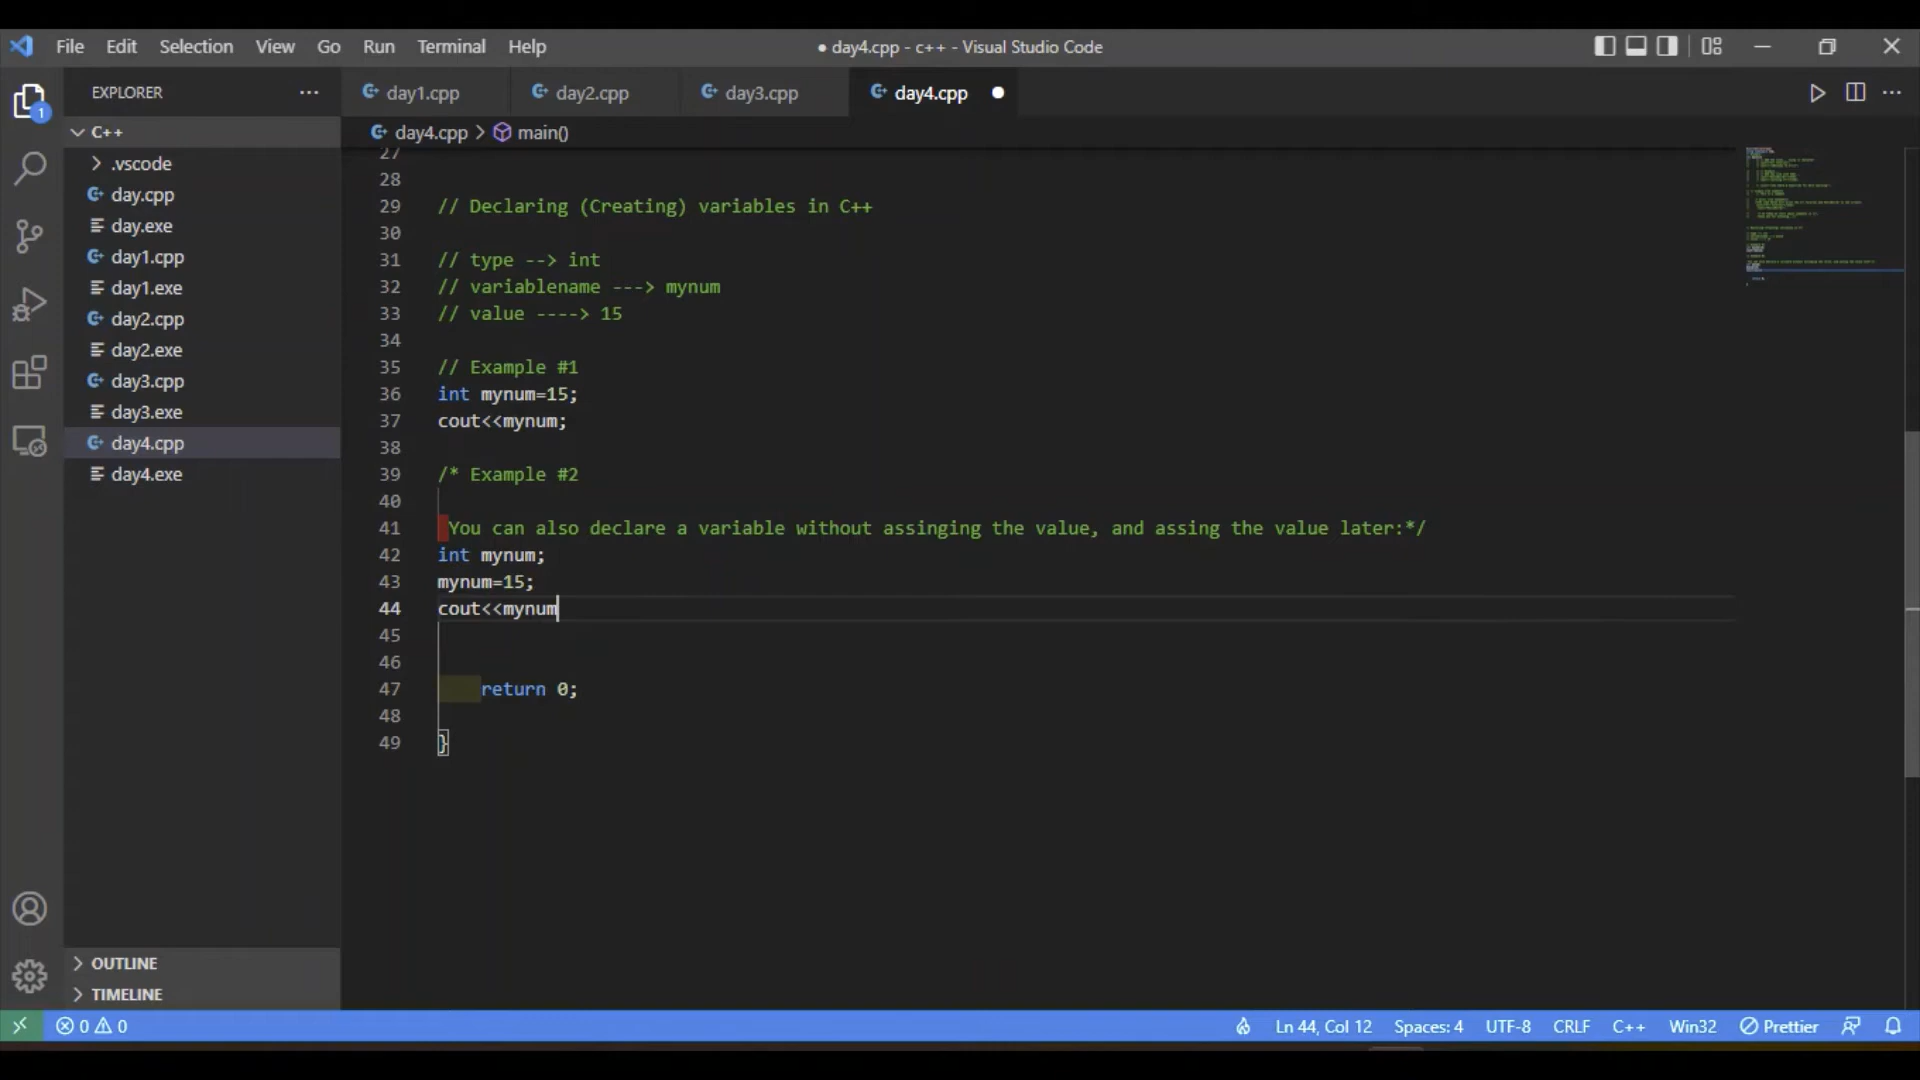 File Edit Selection View Go Run Terminal Help
● day4.cpp - c++ - Visual Studio Code
EXPLORER
day1.cpp
day2.cpp
day3.cpp
day4.cpp
C++
.vscode
day.cpp
day.exe
day1.cpp
day1.exe
day2.cpp
day2.exe
day3.cpp
day3.exe
day4.cpp
day4.exe
OUTLINE
TIMELINE
1
day4.cpp > main()
27
28
29 // Declaring (Creating) variables in C++
30
31 // type --> int
32 // variablename ---> mynum
33 // value ----> 15
34
35 // Example #1
36 int mynum=15;
37 cout<<mynum;
38
39 /* Example #2
40
41 You can also declare a variable without assinging the value, and assing the value later:*/
42 int mynum;
43 mynum=15;
44 cout<<mynum
45
46
47 return 0;
48
49 }
0 0
Ln 44, Col 12 Spaces: 4 UTF-8 CRLF C++ Win32 Prettier